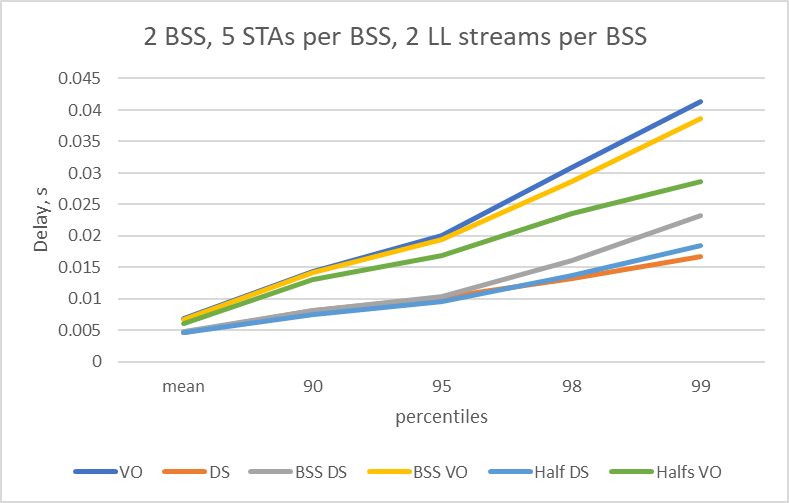 2 BSS, 5 STAs per BSS, 2 LL streams per BSS
0.045
0.04
0.035
0.03
0.025
0.02
0.015
0.01
0.005
0
Delay, s
mean 90 95 98 99
percentiles
VO DS BSS DS BSS VO Half DS Halfs VO